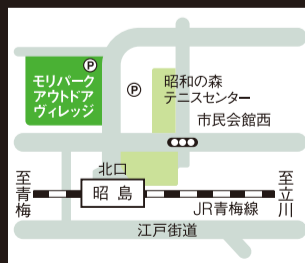 P
モリパーク
アウトドア
ヴィレッジ
P
昭和の森
テニスセンター
市民会館西
北口
至青梅
昭島
至立川
JR青梅線
江戸街道